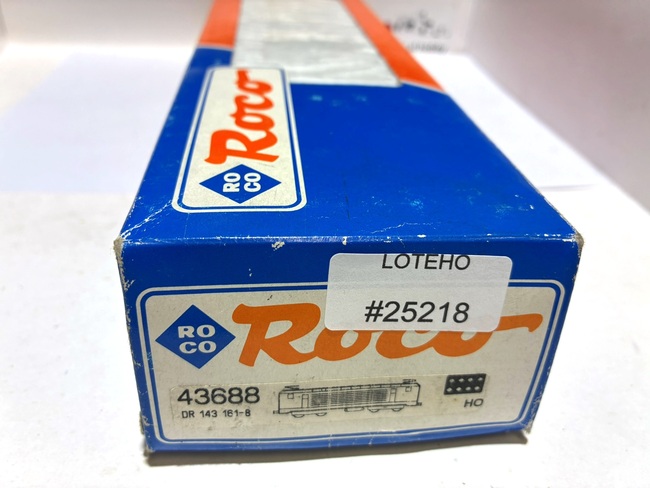 RO
CO
Roco
LOTEHO
#25218
RO
CO
Roco
43688
DR 143 161-8
HO